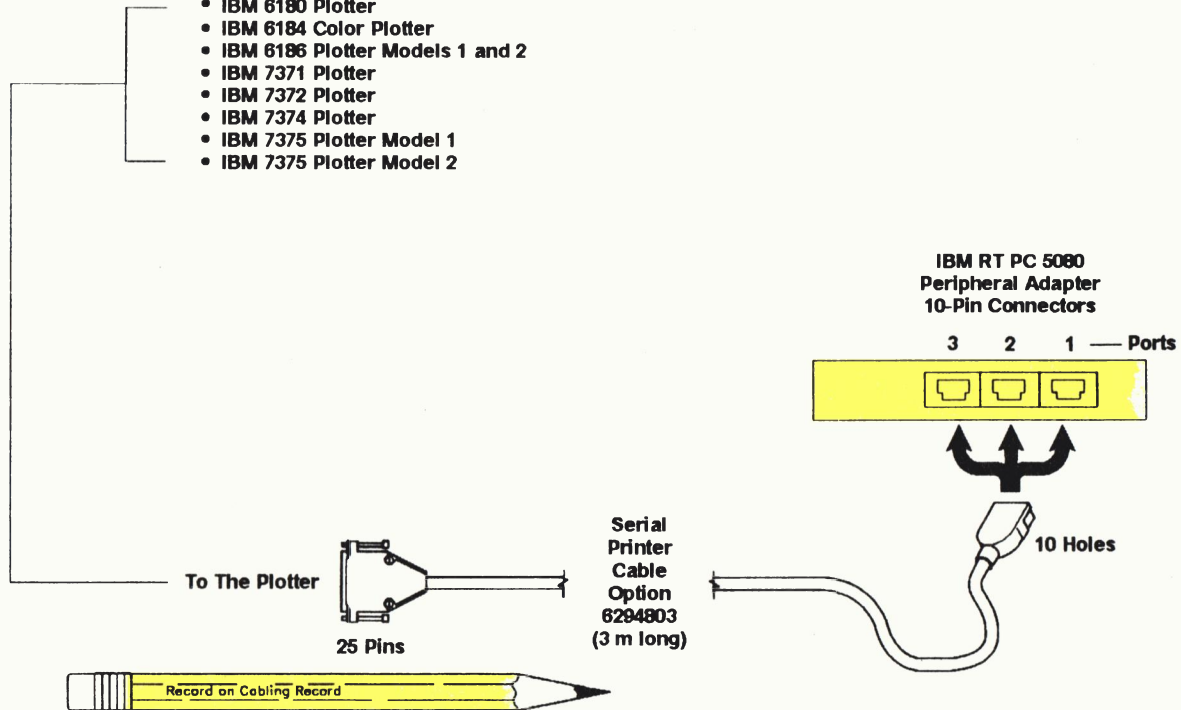 • IBM 6180 Plotter
• IBM 6184 Color Plotter
• IBM 6186 Plotter Models 1 and 2
• IBM 7371 Plotter
• IBM 7372 Plotter
• IBM 7374 Plotter
• IBM 7375 Plotter Model 1
• IBM 7375 Plotter Model 2
IBM RT PC 5080
Peripheral Adapter
10-Pin Connectors
3 2 1 — Ports
10 Holes
Serial
Printer
Cable
Option
6294803
(3 m long)
To The Plotter
25 Pins
Record on Cabling Record